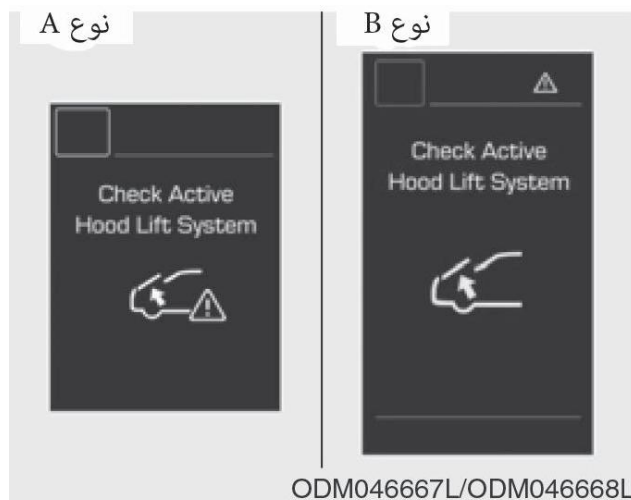 نوع A
Check Active
Hood Lift System
نوع B
Check Active
Hood Lift System
ODM046667L/ODM046668L